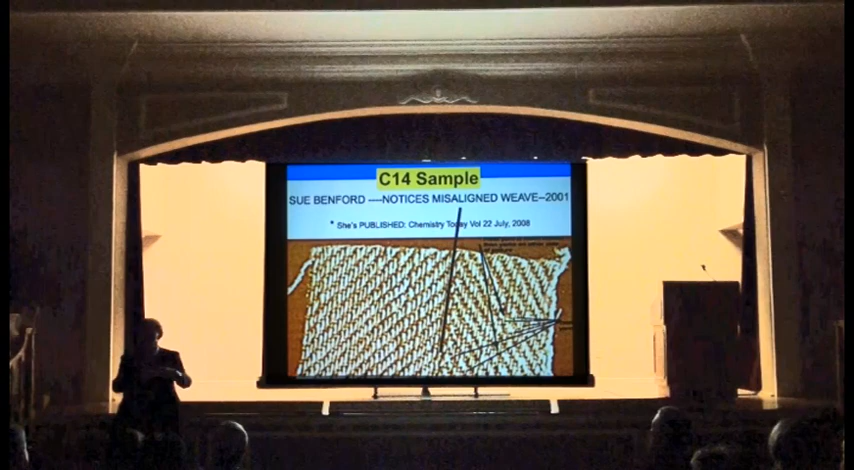 C14 Sample
SUE BENFORD ----NOTICES MISALIGNED WEAVE--2001
* She's PUBLISHED: Chemistry Today Vol 22 July, 2008